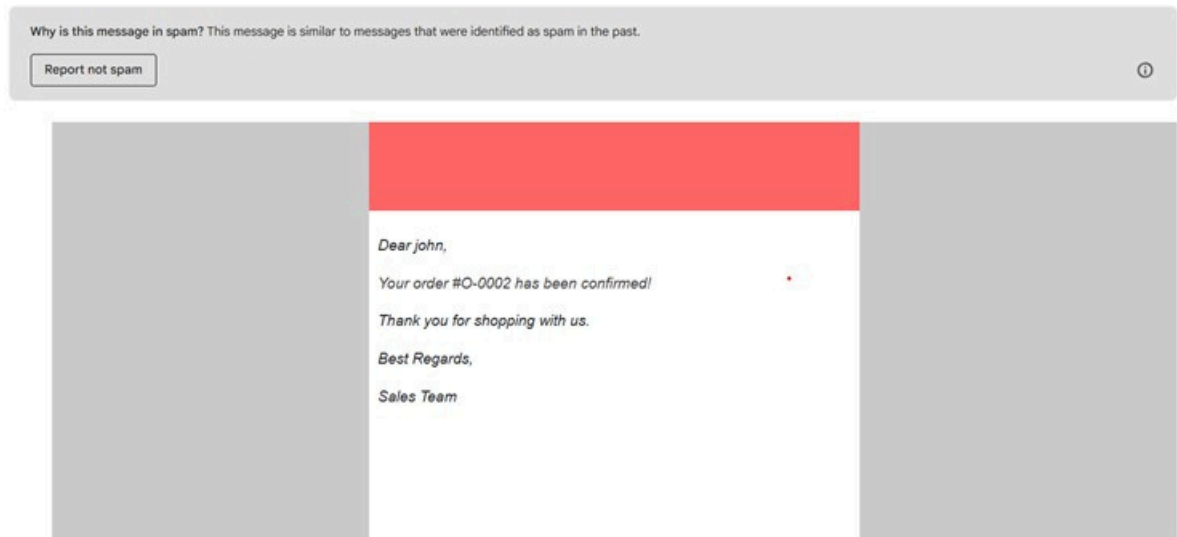 Why is this message in spam? This message is similar to messages that were identified as spam in the past.
Report not spam
Dear john,
Your order #O-0002 has been confirmed!
Thank you for shopping with us.
Best Regards,
Sales Team